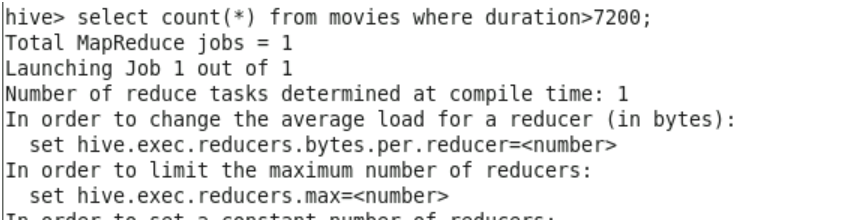 hive> select count(*) from movies where duration>7200;
Total MapReduce jobs = 1
Launching Job 1 out of 1
Number of reduce tasks determined at compile time: 1
In order to change the average load for a reducer (in bytes):
  set hive.exec.reducers.bytes.per.reducer=<number>
In order to limit the maximum number of reducers:
  set hive.exec.reducers.max=<number>
In order to set a constant number of reducers: